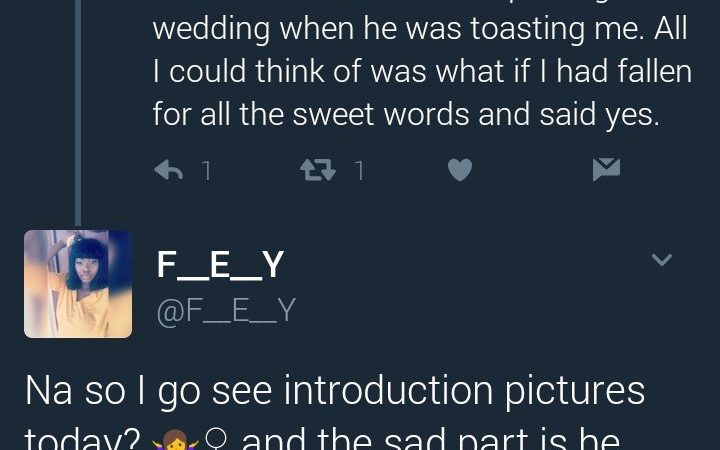 wedding when he was toasting me. All
I could think of was what if I had fallen
for all the sweet words and said yes.
1 1
F__E__Y
@F__E__Y
Na so I go see introduction pictures
today? 🤷‍♀ and the sad part is he